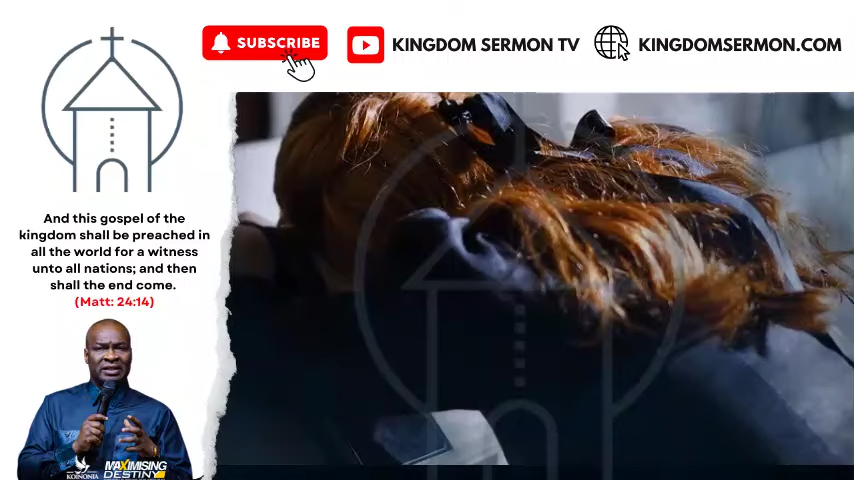 SUBSCRIBE
KINGDOM SERMON TV
KINGDOMSERMON.COM
And this gospel of the
kingdom shall be preached in
all the world for a witness
unto all nations; and then
shall the end come.
(Matt: 24:14)
KOINONIA
MAXIMISING
DESTINY